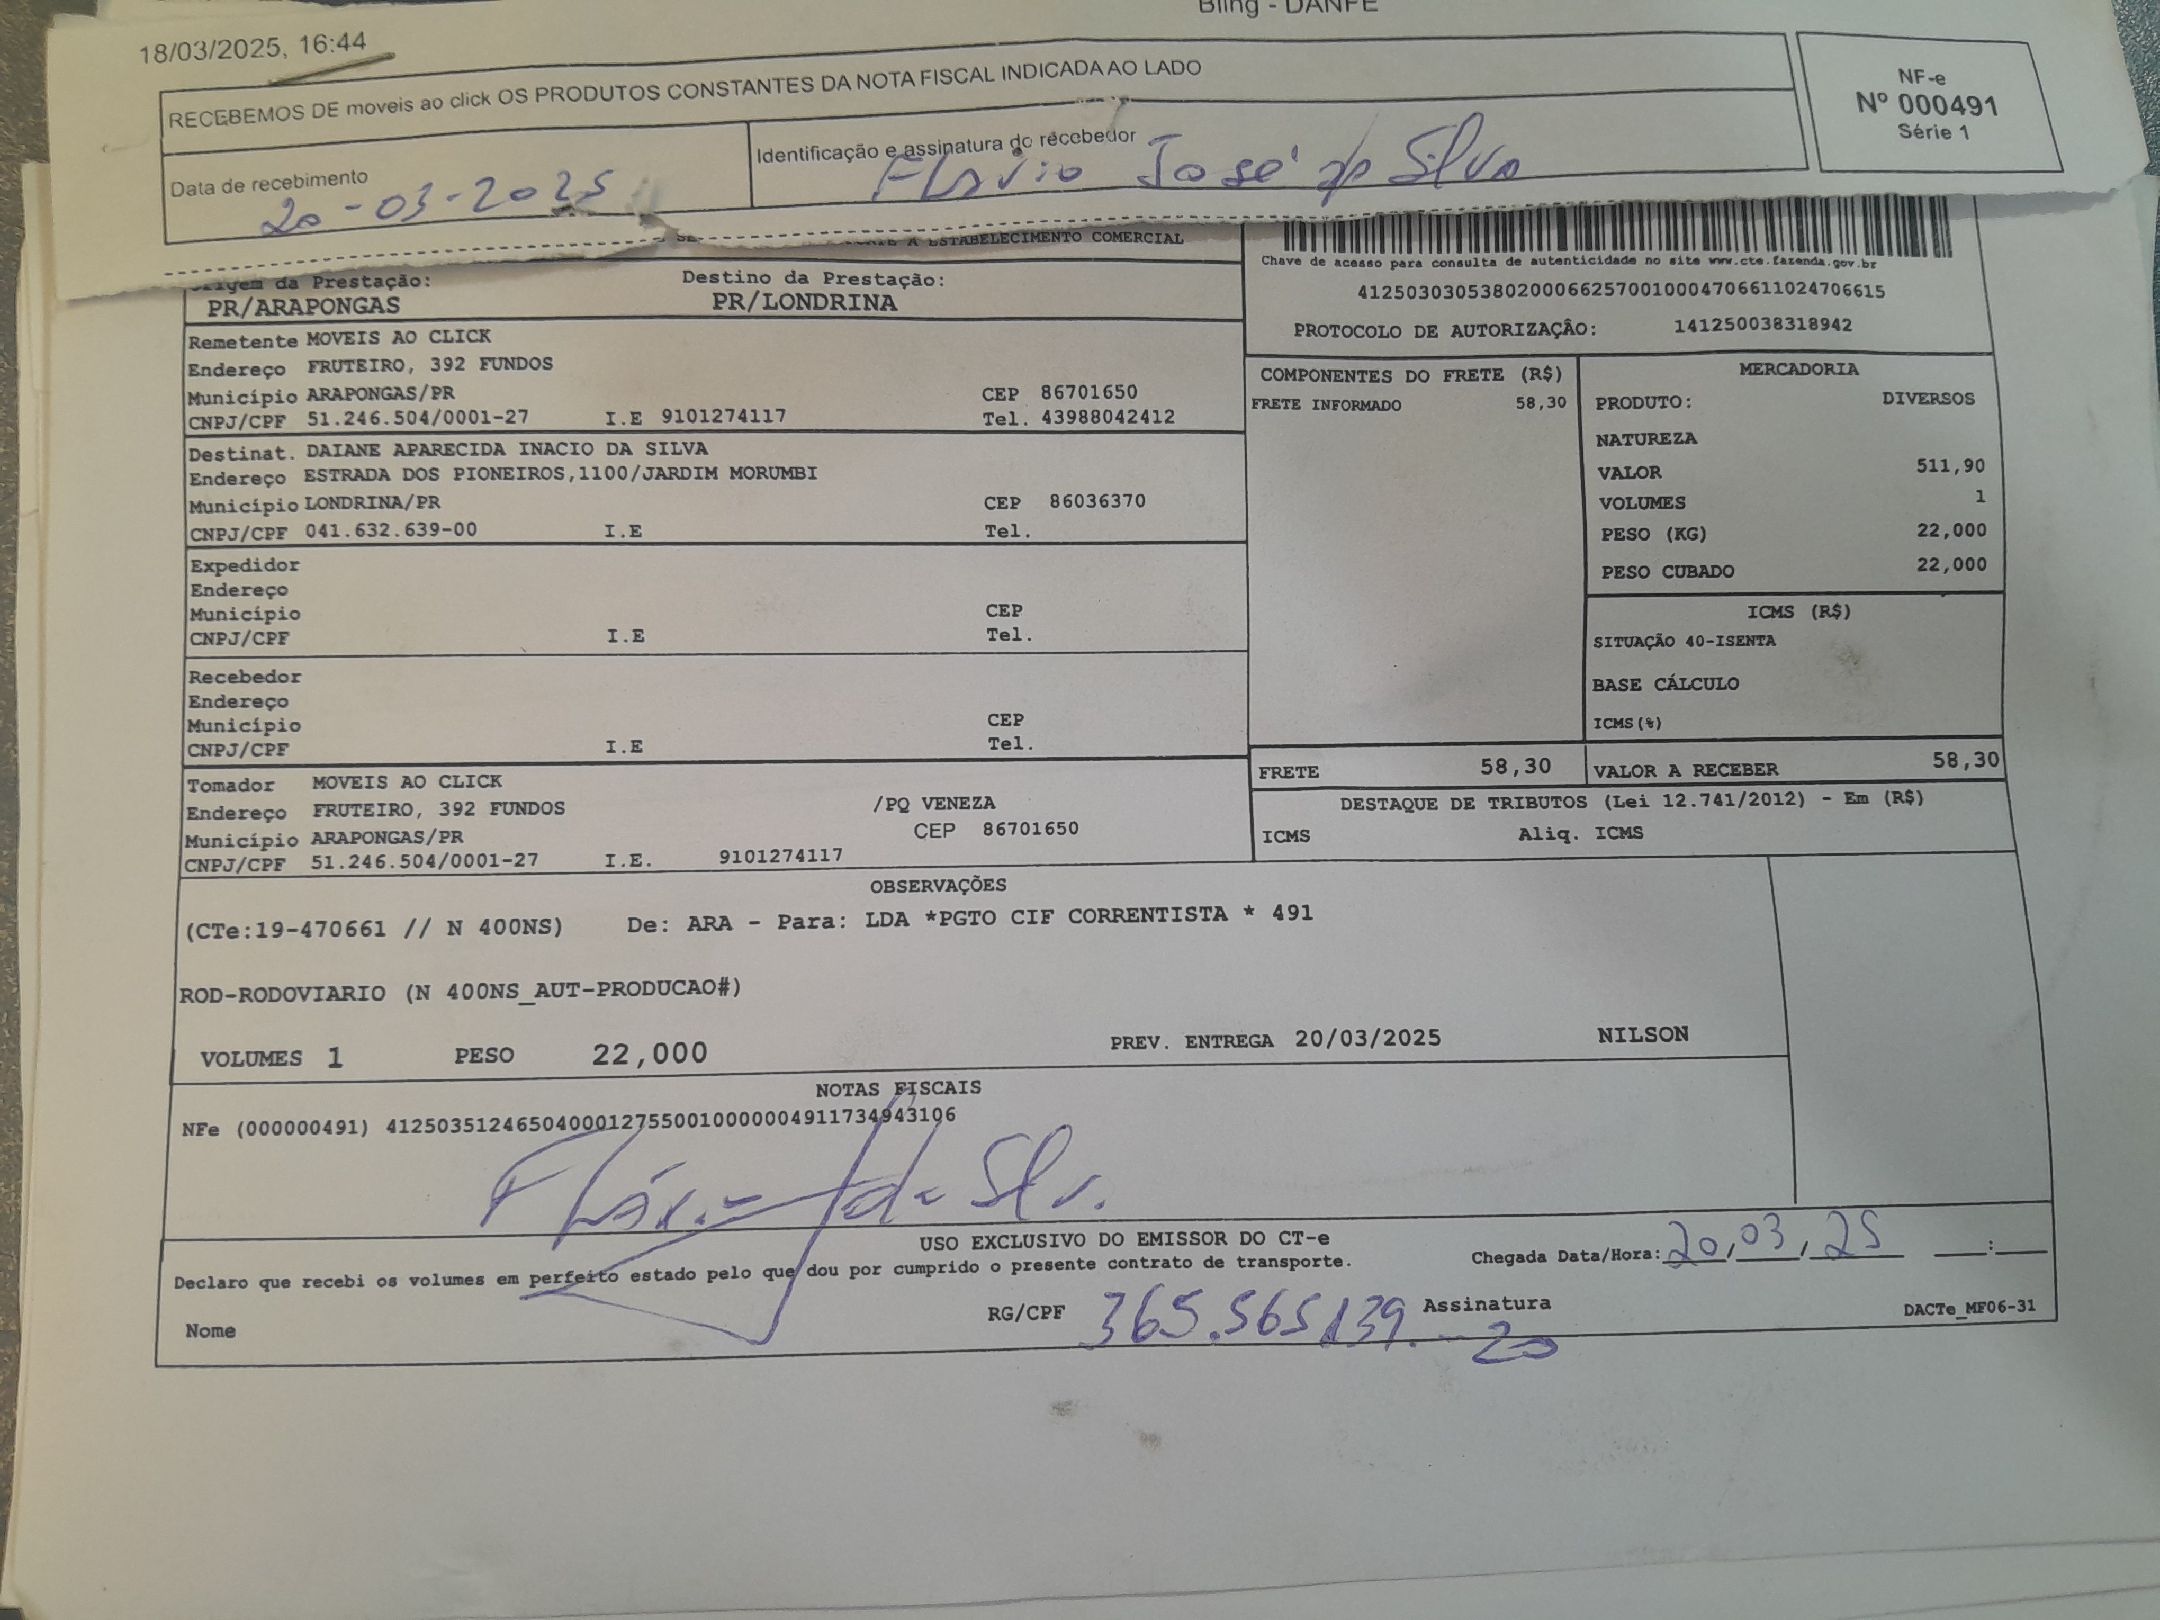 Bling - DANFE
18/03/2025, 16:44
RECEBEMOS DE moveis ao click OS PRODUTOS CONSTANTES DA NOTA FISCAL INDICADA AO LADO
NF-e
Nº 000491
Série 1
Data de recebimento
20-03-2025
Identificação e assinatura do recebedor
Flavio José da Silva
A ESTABELECIMENTO COMERCIAL
Chave de acesso para consulta de autenticidade no site www.cte.fazenda.gov.br
41250303053802000662570010004706611024706615
PROTOCOLO DE AUTORIZAÇÃO: 141250038318942
Origem da Prestação: Destino da Prestação:
PR/ARAPONGAS PR/LONDRINA
Remetente MOVEIS AO CLICK
Endereço FRUTEIRO, 392 FUNDOS
Município ARAPONGAS/PR CEP 86701650
CNPJ/CPF 51.246.504/0001-27 I.E 9101274117 Tel. 43988042412
Destinat. DAIANE APARECIDA INACIO DA SILVA
Endereço ESTRADA DOS PIONEIROS,1100/JARDIM MORUMBI
Município LONDRINA/PR CEP 86036370
CNPJ/CPF 041.632.639-00 I.E Tel.
Expedidor
Endereço
Município CEP
CNPJ/CPF I.E Tel.
Recebedor
Endereço
Município CEP
CNPJ/CPF I.E Tel.
Tomador MOVEIS AO CLICK
Endereço FRUTEIRO, 392 FUNDOS /PQ VENEZA
Município ARAPONGAS/PR CEP 86701650
CNPJ/CPF 51.246.504/0001-27 I.E. 9101274117
COMPONENTES DO FRETE (R$)
FRETE INFORMADO 58,30
MERCADORIA
PRODUTO: DIVERSOS
NATUREZA
VALOR 511,90
VOLUMES 1
PESO (KG) 22,000
PESO CUBADO 22,000
ICMS (R$)
SITUAÇÃO 40-ISENTA
BASE CÁLCULO
ICMS(%)
FRETE 58,30 VALOR A RECEBER 58,30
DESTAQUE DE TRIBUTOS (Lei 12.741/2012) - Em (R$)
ICMS Aliq. ICMS
OBSERVAÇÕES
(CTe:19-470661 // N 400NS) De: ARA - Para: LDA *PGTO CIF CORRENTISTA * 491
ROD-RODOVIARIO (N 400NS_AUT-PRODUCAO#)
VOLUMES 1 PESO 22,000 PREV. ENTREGA 20/03/2025 NILSON
NOTAS FISCAIS
NFe (000000491) 41250351246504000127550010000004911734943106
USO EXCLUSIVO DO EMISSOR DO CT-e
Chegada Data/Hora: 20,03,25 __:__
Declaro que recebi os volumes em perfeito estado pelo que dou por cumprido o presente contrato de transporte.
Nome RG/CPF 365.565139.-20 Assinatura DACTe_MF06-31